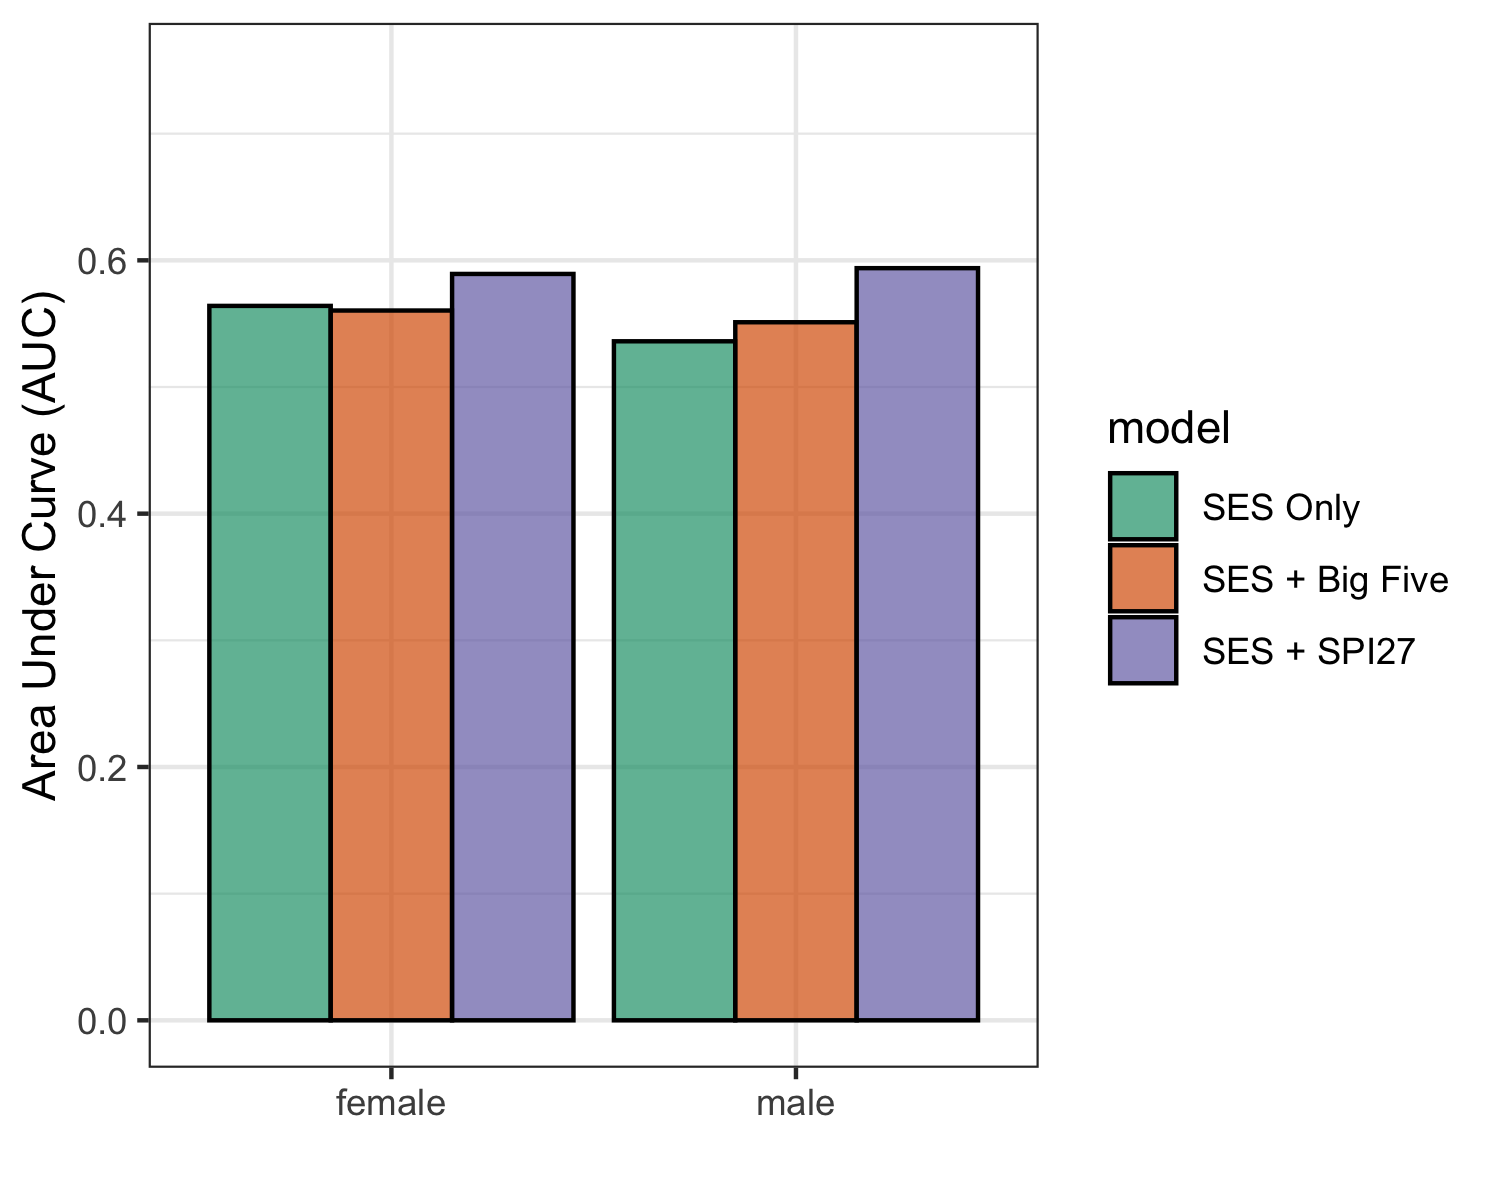 Area Under Curve (AUC)
0.6
0.4
0.2
0.0
female
male
model
SES Only
SES + Big Five
SES + SPI27